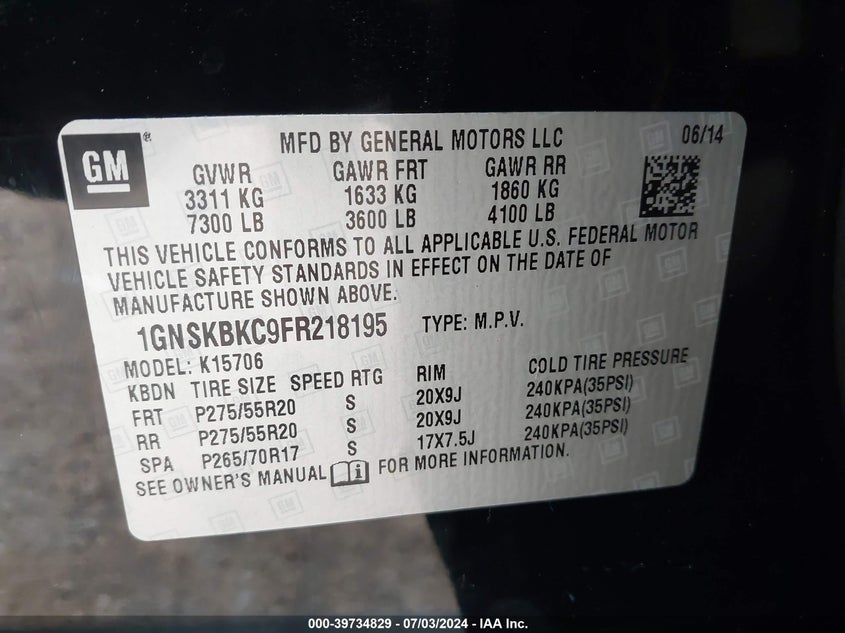 GM ®
MFD BY GENERAL MOTORS LLC 06/14
GVWR GAWR FRT GAWR RR
3311 KG 1633 KG 1860 KG
7300 LB 3600 LB 4100 LB
THIS VEHICLE CONFORMS TO ALL APPLICABLE U.S. FEDERAL MOTOR
VEHICLE SAFETY STANDARDS IN EFFECT ON THE DATE OF
MANUFACTURE SHOWN ABOVE.
1GNSKBKC9FR218195 TYPE: M.P.V.
MODEL: K15706
KBDN TIRE SIZE SPEED RTG RIM COLD TIRE PRESSURE
FRT P275/55R20 S 20X9J 240KPA(35PSI)
RR P275/55R20 S 20X9J 240KPA(35PSI)
SPA P265/70R17 S 17X7.5J 240KPA(35PSI)
SEE OWNER'S MANUAL i FOR MORE INFORMATION.
000-39734829 - 07/03/2024 - IAA Inc.